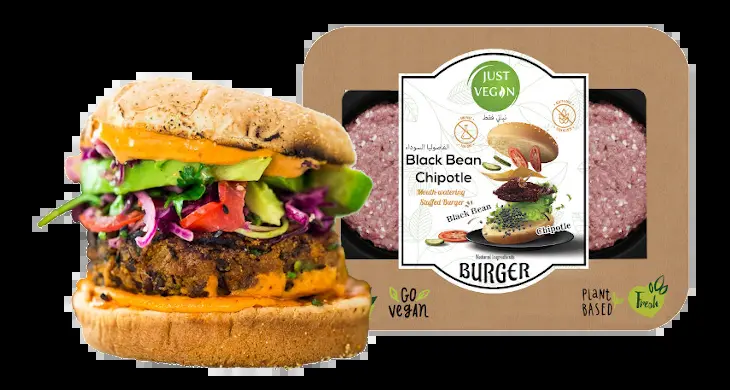 JUST
VEGAN
نباتي فقط
الفاصوليا السوداء
Black Bean
Chipotle
Mouth-watering
Stuffed Burger
Black Bean
Chipotle
Natural Ingredients
BURGER
GO
VEGAN
PLANT
BASED
Fresh